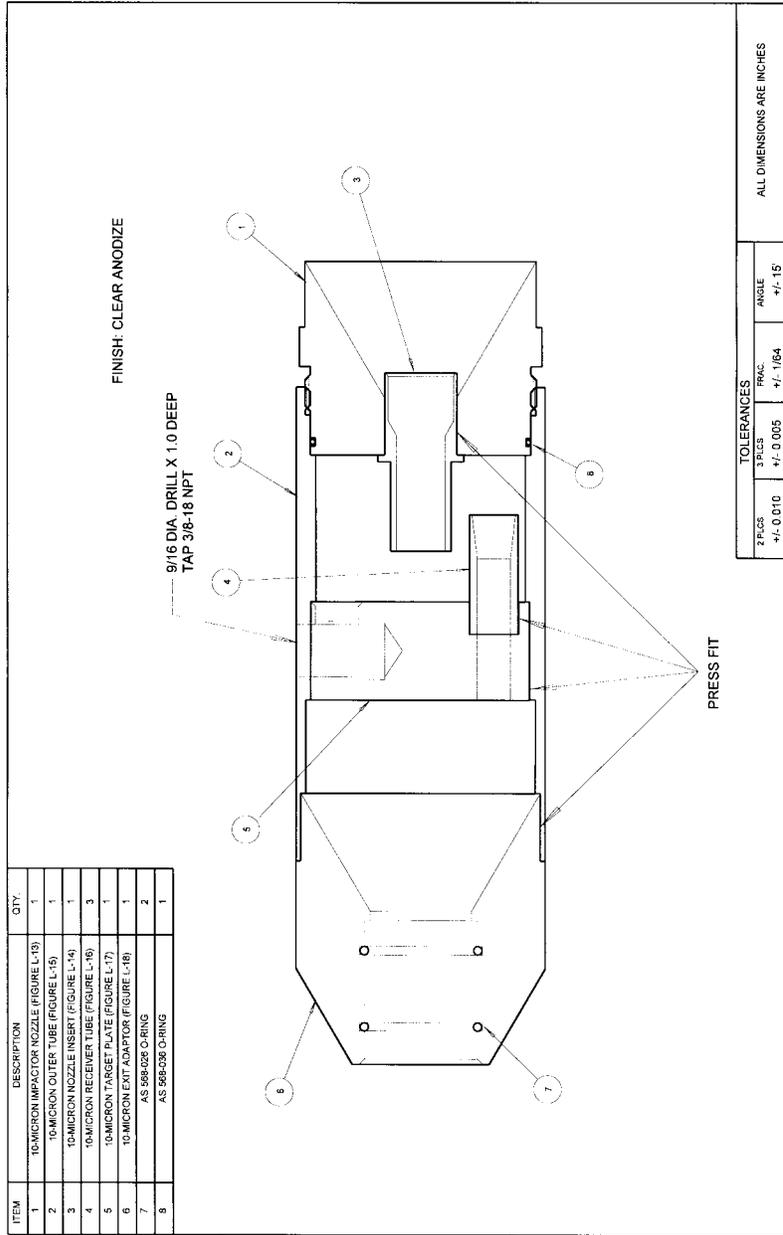 ITEM DESCRIPTION QTY.
1 10-MICRON IMPACTOR NOZZLE (FIGURE L-13) 1
2 10-MICRON OUTER TUBE (FIGURE L-15) 1
3 10-MICRON NOZZLE INSERT (FIGURE L-14) 1
4 10-MICRON RECEIVER TUBE (FIGURE L-16) 3
5 10-MICRON TARGET PLATE (FIGURE L-17) 1
6 10-MICRON EXIT ADAPTOR (FIGURE L-18) 1
7 AS 568-026 O-RING 2
8 AS 568-036 O-RING 1
FINISH: CLEAR ANODIZE
9/16 DIA. DRILL X 1.0 DEEP
TAP 3/8-18 NPT
6
5
4
2
1
3
7
8
PRESS FIT
TOLERANCES
2 PLCS 3 PLCS FRAC. ANGLE
+/- 0.010 +/- 0.005 +/- 1/64 +/- 15'
ALL DIMENSIONS ARE INCHES